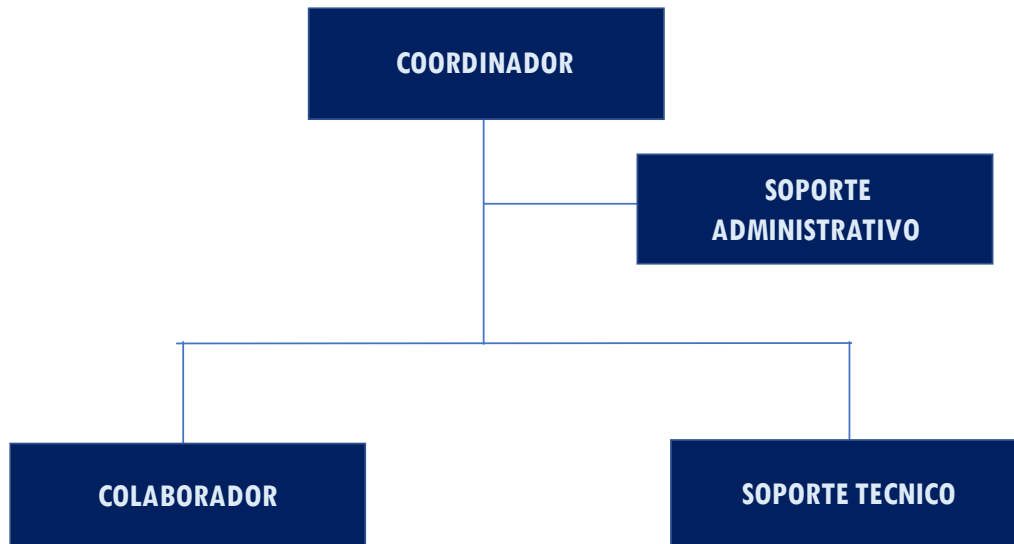 COORDINADOR
SOPORTE
ADMINISTRATIVO
COLABORADOR
SOPORTE TECNICO